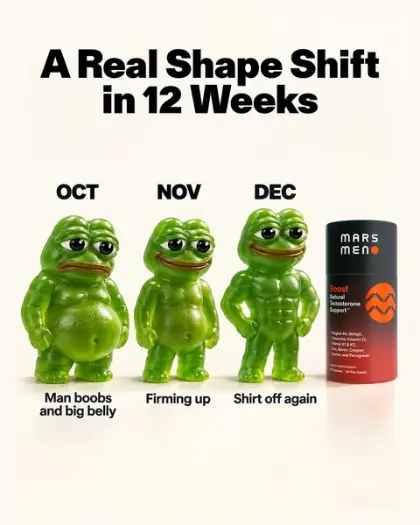 A Real Shape Shift
in 12 Weeks
OCT
NOV
DEC
Man boobs
and big belly
Firming up
Shirt off again
MARS
MEN
Boost
Natural
Testosterone
Support™